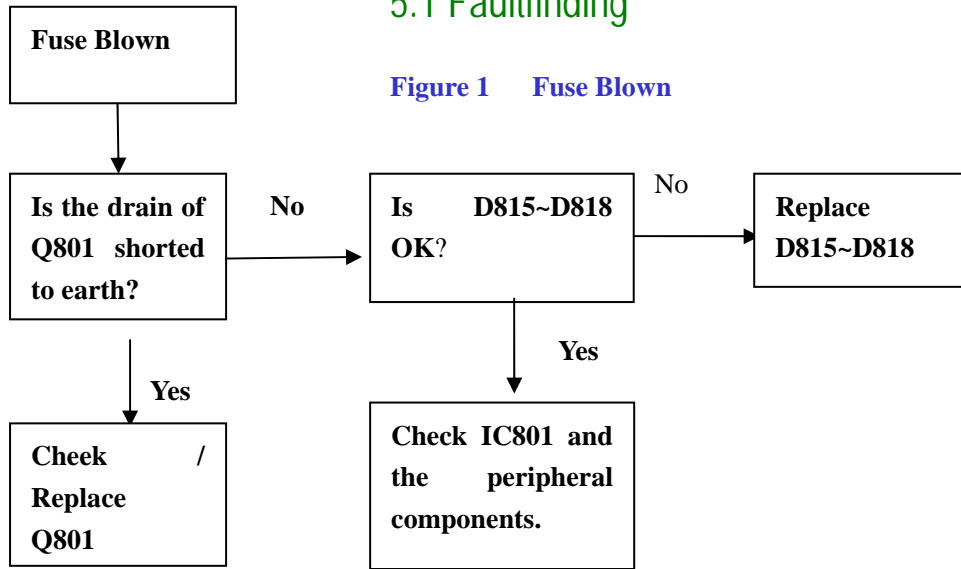 5.1 Faultfinding
Fuse Blown
Figure 1 Fuse Blown
Is the drain of
Q801 shorted
to earth?
No
Is D815~D818
OK?
No
Replace
D815~D818
Yes
Cheek /
Replace
Q801
Yes
Check IC801 and
the peripheral
components.